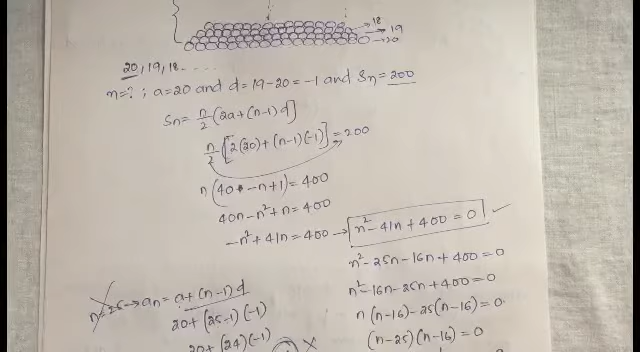 18
19
20
20, 19, 18 . . . . . .
n=? ; a=20 and d=19-20=-1 and Sn=200
Sn = n/2 (2a+(n-1)d]
n/2 [2(20)+(n-1)(-1)] = 200
n(40-n+1)=400
40n-n²+n=400
-n²+41n=400 → n²-41n+400=0 ✓
n²-25n-16n+400=0
n²-16n-25n+400=0
n(n-16)-25(n-16)=0
(n-25)(n-16)=0
n=25 → an = a+(n-1)d
20+(25-1)(-1)
20+(24)(-1)